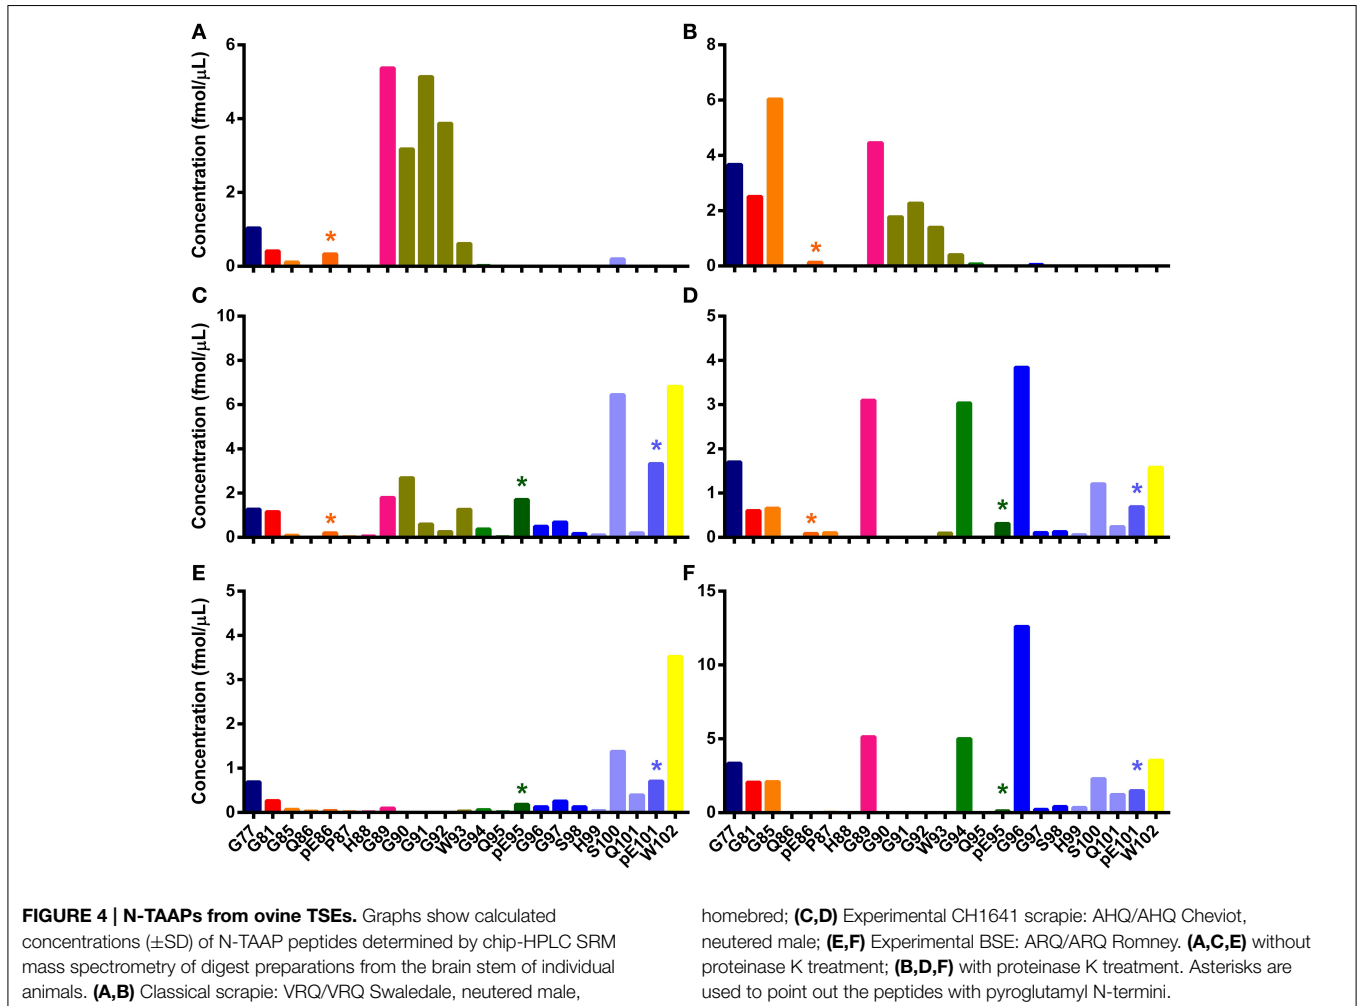 A
B
Concentration (fmol/µL)
6
4
2
0
*
8
6
4
2
0
*
C
D
Concentration (fmol/µL)
10
8
6
4
2
0
*
*
*
5
4
3
2
1
0
*
*
*
E
F
Concentration (fmol/µL)
5
4
3
2
1
0
*
*
15
10
5
0
*
*
G77 G81 G85 Q86 pE86 P87 H88 G89 G90 G91 G92 W93 G94 Q95 pE95 G96 G97 S98 H99 S100 Q101 pE101 W102
G77 G81 G85 Q86 pE86 P87 H88 G89 G90 G91 G92 W93 G94 Q95 pE95 G96 G97 S98 H99 S100 Q101 pE101 W102
FIGURE 4 | N-TAAPs from ovine TSEs. Graphs show calculated
concentrations (±SD) of N-TAAP peptides determined by chip-HPLC SRM
mass spectrometry of digest preparations from the brain stem of individual
animals. (A,B) Classical scrapie: VRQ/VRQ Swaledale, neutered male,
homebred; (C,D) Experimental CH1641 scrapie: AHQ/AHQ Cheviot,
neutered male; (E,F) Experimental BSE: ARQ/ARQ Romney. (A,C,E) without
proteinase K treatment; (B,D,F) with proteinase K treatment. Asterisks are
used to point out the peptides with pyroglutamyl N-termini.